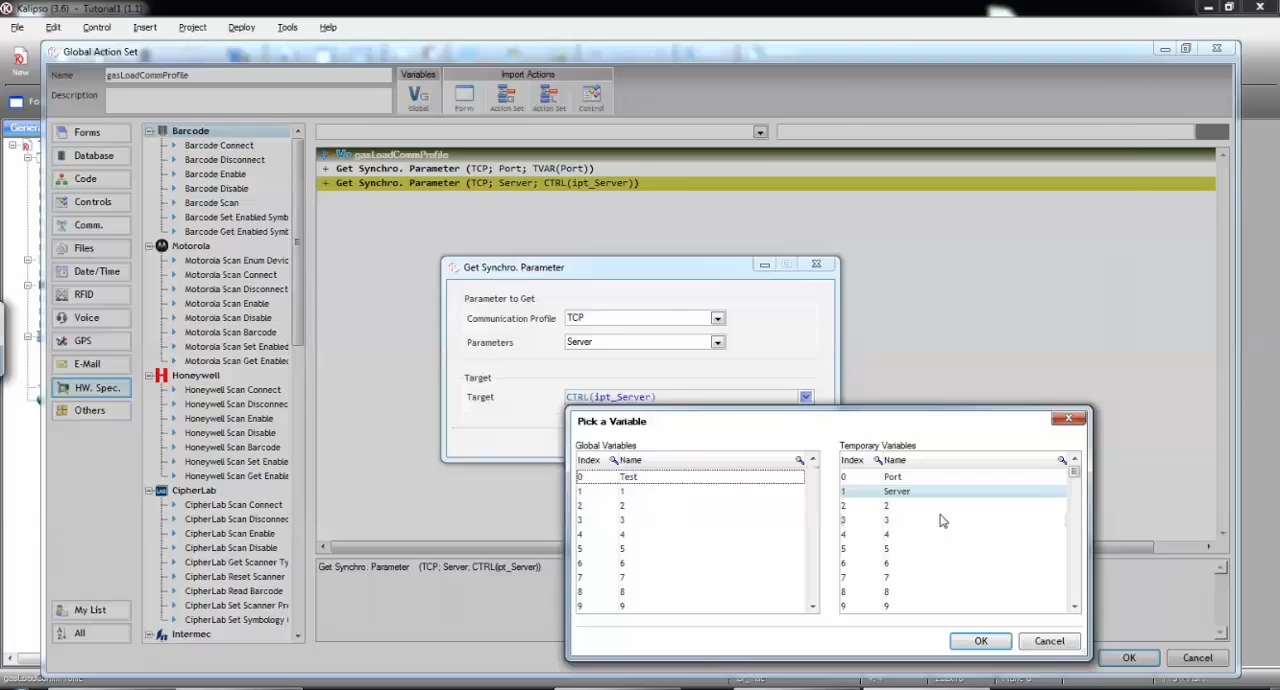 Kalipso (3.6) - Tutorial1 (1.1)
File Edit Control Insert Project Deploy Tools Help
New
Global Action Set
Name gasLoadCommProfile
Description
Variables
Import Actions
Global Form Action Set Action Set Control
Forms
Database
Code
Controls
Comm.
Files
Date/Time
RFID
Voice
GPS
E-Mail
HW. Spec.
Others
My List
All
Barcode
Barcode Connect
Barcode Disconnect
Barcode Enable
Barcode Disable
Barcode Scan
Barcode Set Enabled Symb
Barcode Get Enabled Symb
Motorola
Motorola Scan Enum Devic
Motorola Scan Connect
Motorola Scan Disconnect
Motorola Scan Enable
Motorola Scan Disable
Motorola Scan Barcode
Motorola Scan Set Enabled
Motorola Scan Get Enable
Honeywell
Honeywell Scan Connect
Honeywell Scan Disconnec
Honeywell Scan Enable
Honeywell Scan Disable
Honeywell Scan Barcode
Honeywell Scan Set Enable
Honeywell Scan Get Enable
CipherLab
CipherLab Scan Connect
CipherLab Scan Disconnec
CipherLab Scan Enable
CipherLab Scan Disable
CipherLab Get Scanner Ty
CipherLab Reset Scanner
CipherLab Read Barcode
CipherLab Set Scanner Pr
CipherLab Set Symbology
Intermec
gasLoadCommProfile
+ Get Synchro. Parameter (TCP; Port; TVAR(Port))
+ Get Synchro. Parameter (TCP; Server; CTRL(ipt_Server))
Get Synchro. Parameter
Parameter to Get
Communication Profile TCP
Parameters Server
Target
Target CTRL(ipt_Server)
Get Synchro. Parameter (TCP; Server; CTRL(ipt_Server))
Pick a Variable
Global Variables
Index Name
0 Test
1 1
2 2
3 3
4 4
5 5
6 6
7 7
8 8
9 9
Temporary Variables
Index Name
0 Port
1 Server
2 2
3 3
4 4
5 5
6 6
7 7
8 8
9 9
OK Cancel
OK Cancel